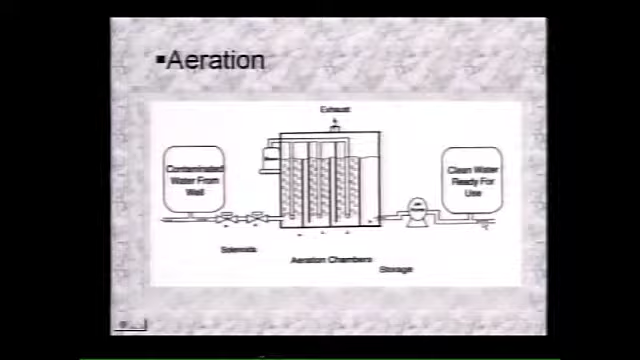 ▪Aeration
Exhaust
Contaminated
Water From
Well
Clean Water
Ready For
Use
Solenoids
Aeration Chambers
Storage